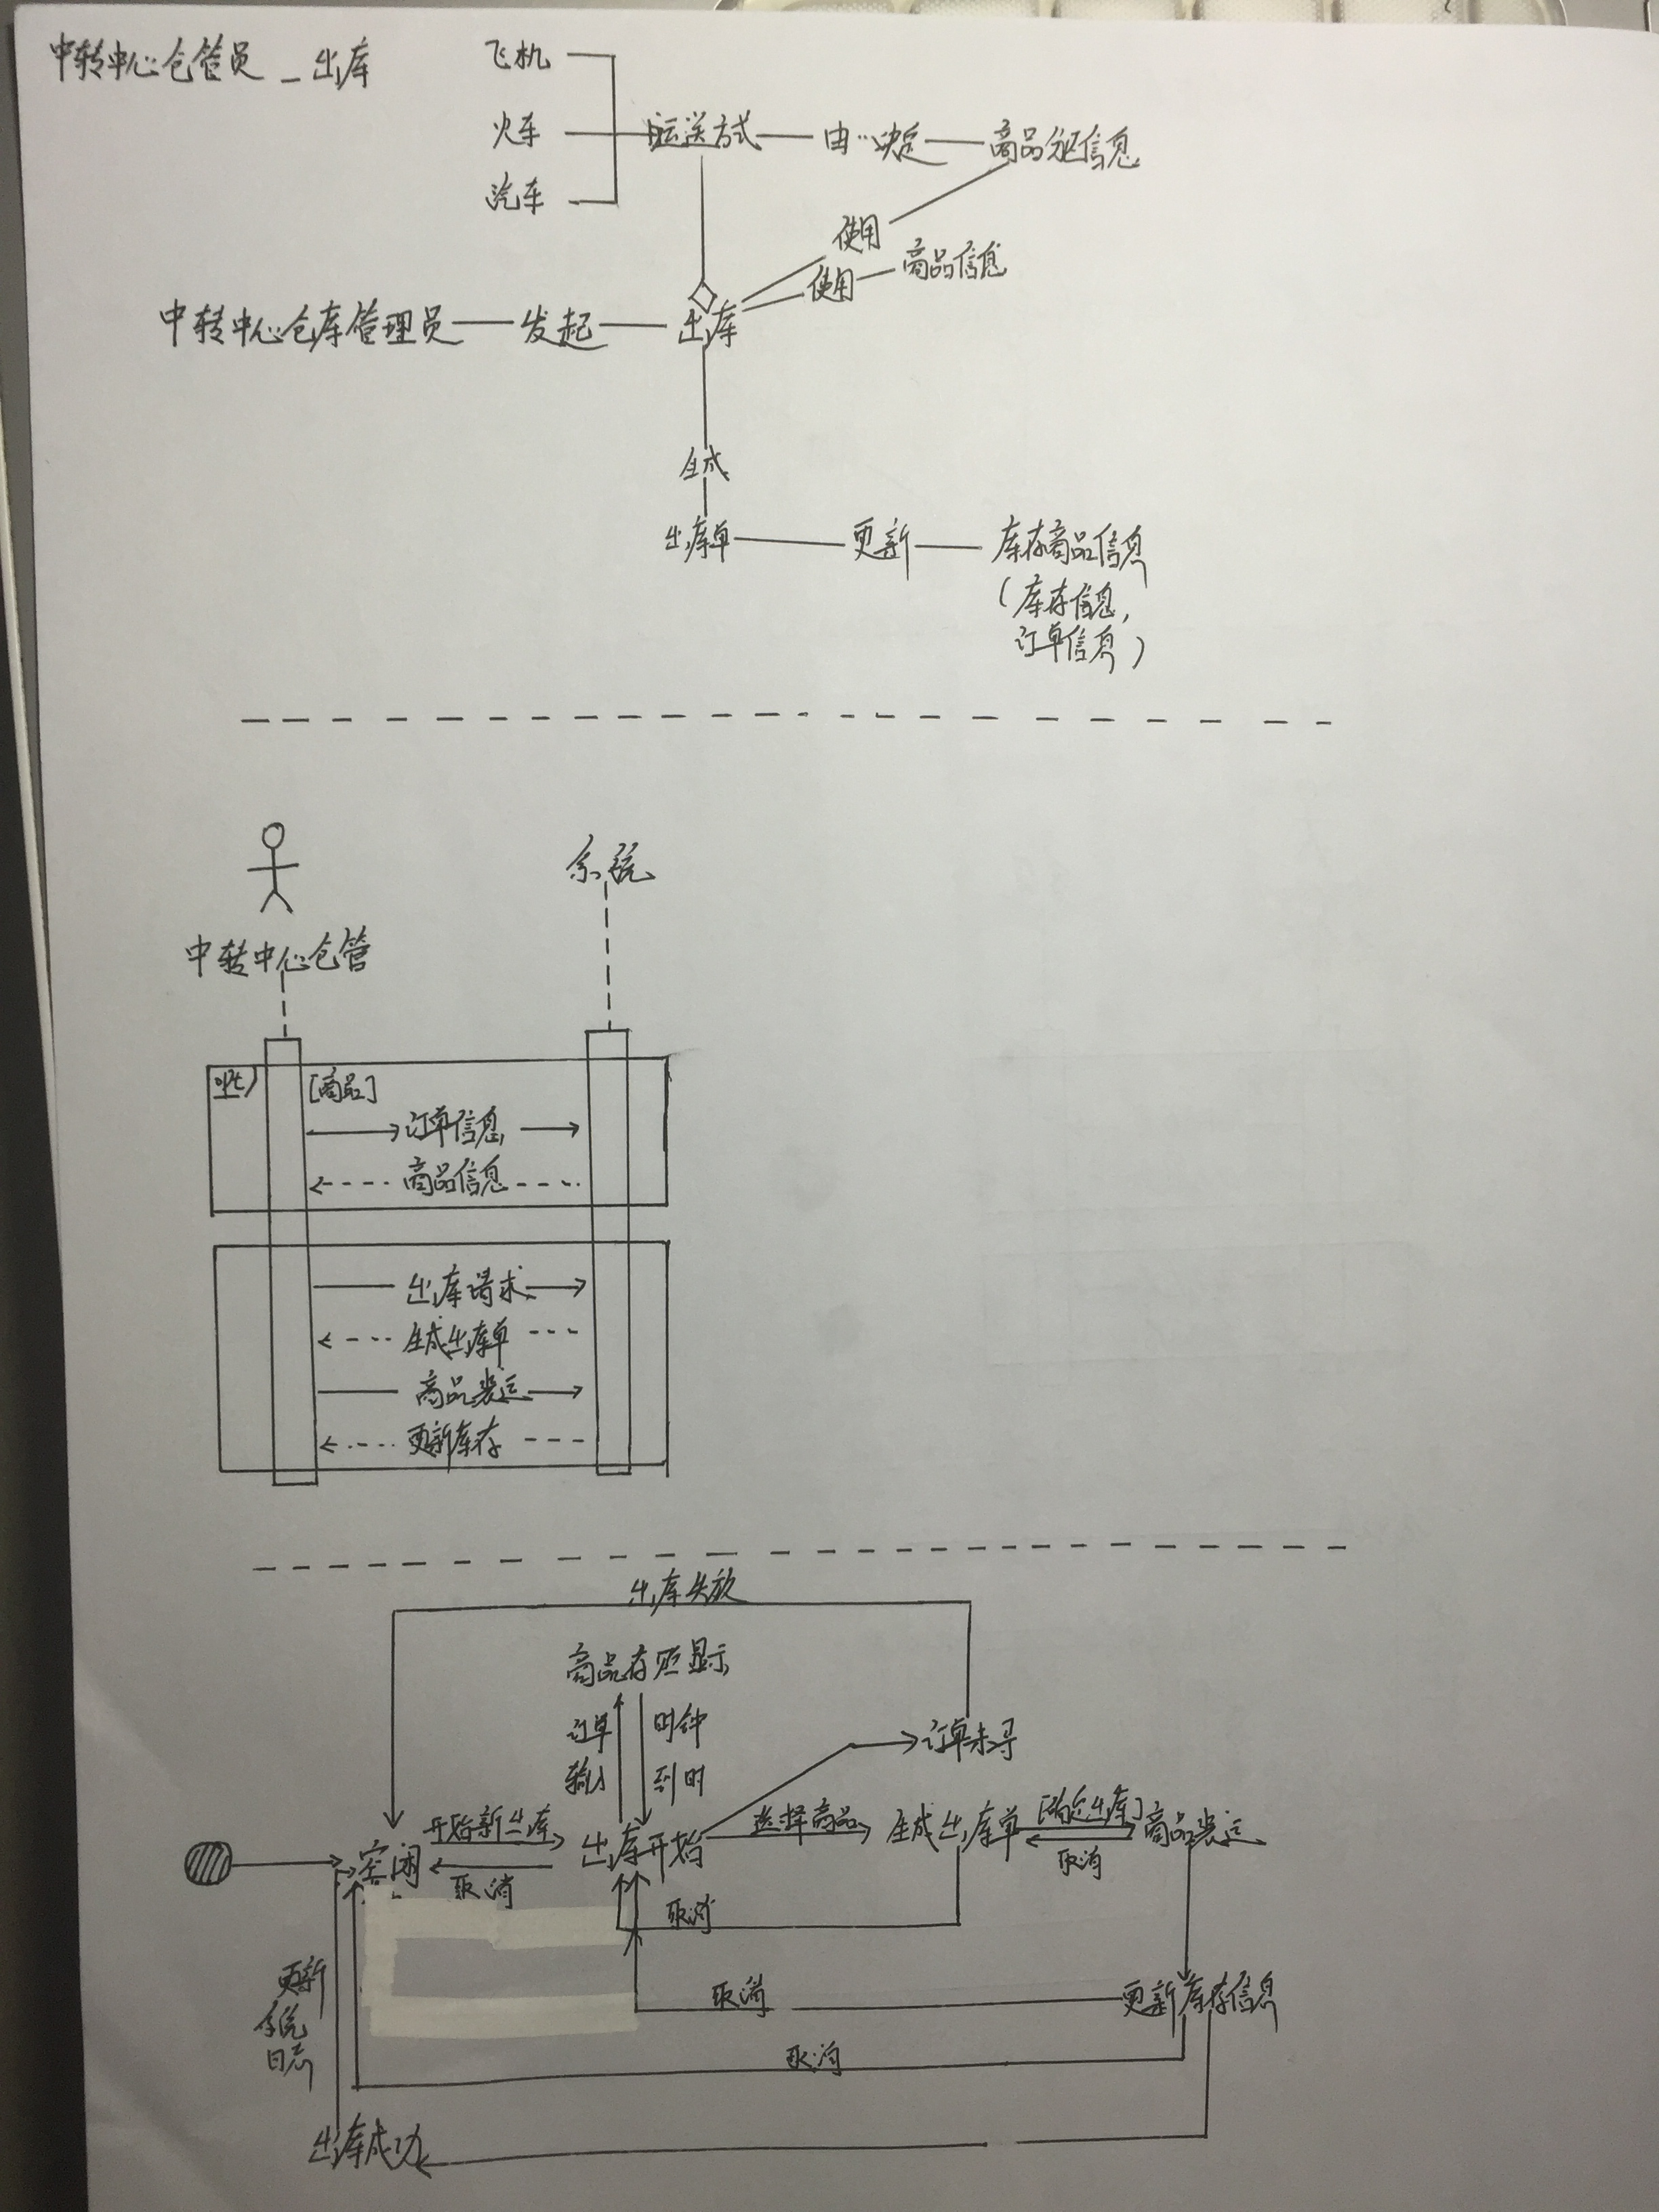 中转中心仓管员_出库
飞机
火车
汽车
运送方式
由…决定
商品分区信息
使用
使用
商品信息
中转中心仓库管理员
发起
出库
生成
出库单
更新
库存商品信息
(库存信息,
订单信息)
系统
中转中心仓管
[商品]
订单信息
商品信息
出库请求
生成出库单
商品装运
更新库存
出库失败
商品存区显示
订单
输入
时钟
到时
订单未寻
开始新出库
选择商品
[确定出库]
空闲
出库开始
生成出库单
商品装运
取消
取消
取消
取消
更新库存信息
更新
系统
日志
取消
出库成功